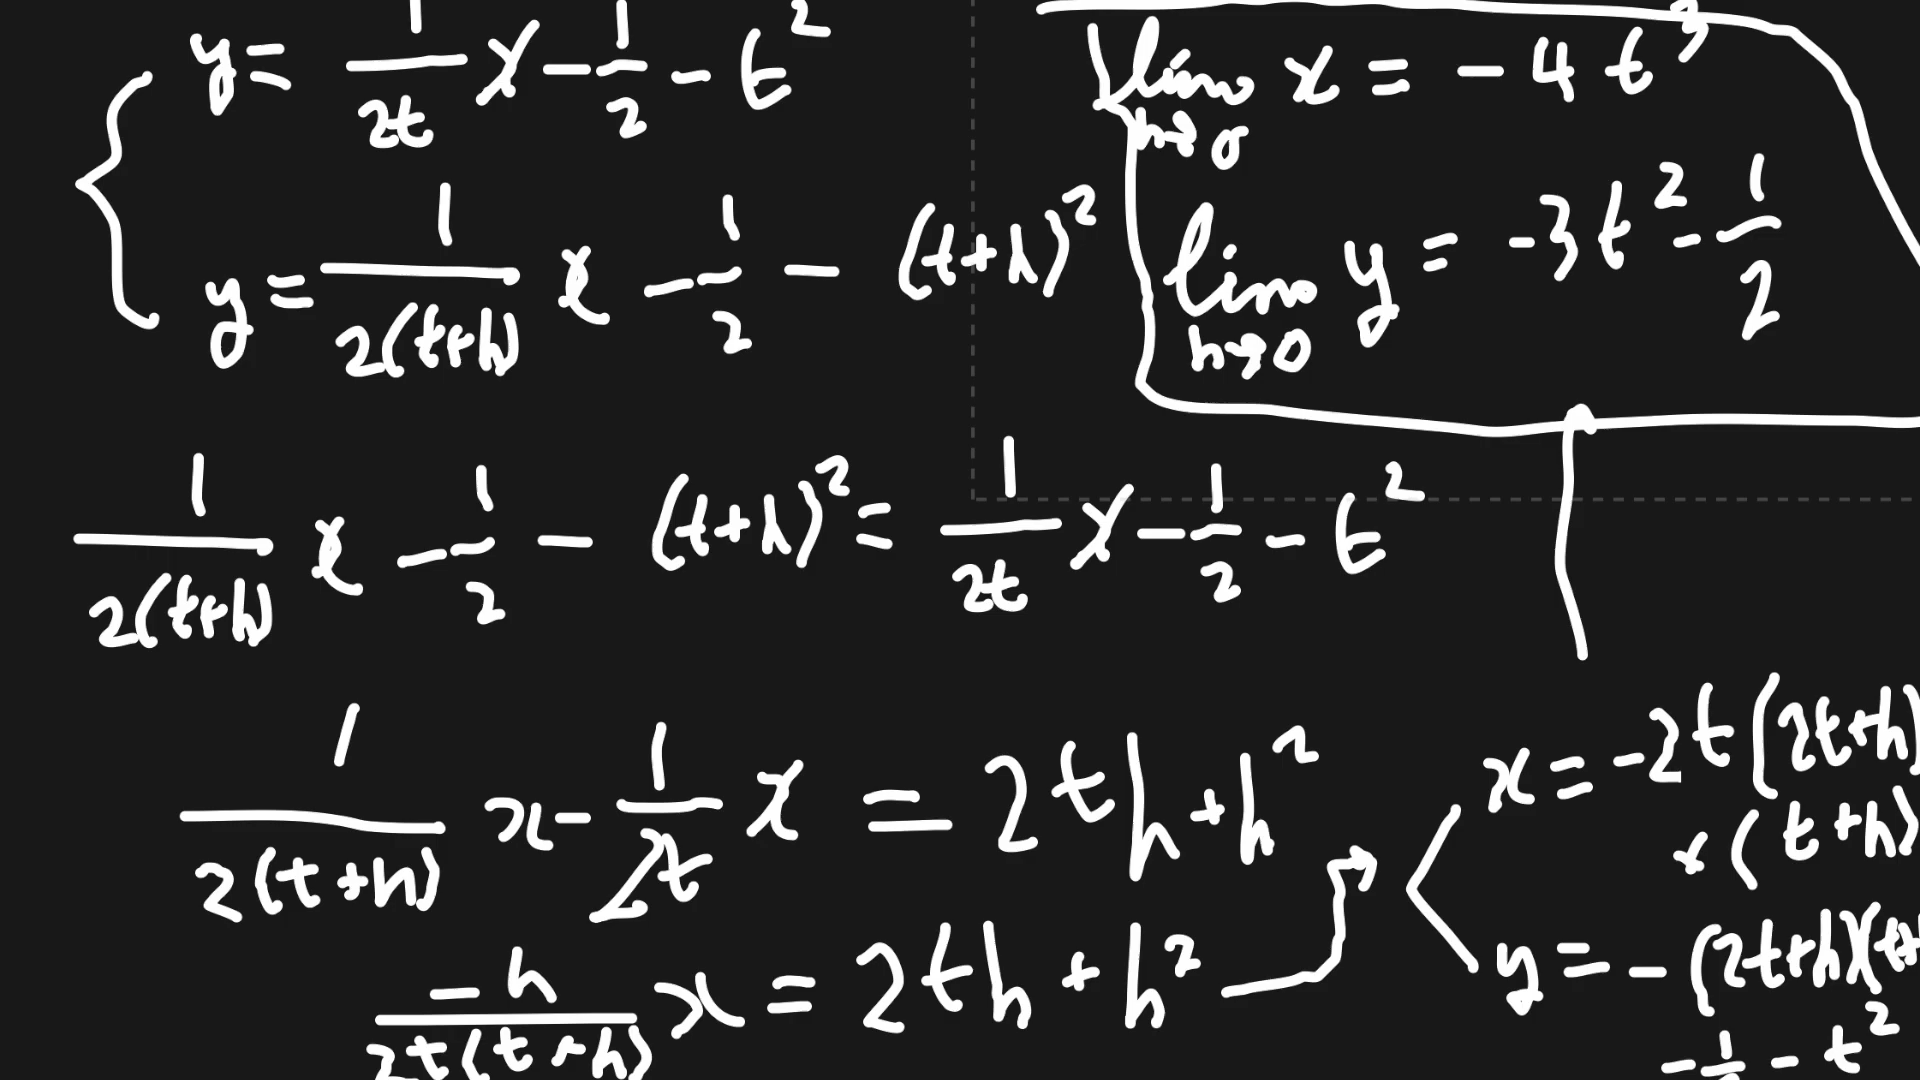 y = 1/2t x - 1/2 - t²
y = 1/2(t+h) x - 1/2 - (t+h)²
lim x = -4t³
h→0
lim y = -3t² - 1/2
h→0
1/2(t+h) x - 1/2 - (t+h)² = 1/2t x - 1/2 - t²
1/2(t+h) x - 1/2t x = 2th + h²
-h/2t(t+h) x = 2th + h²
x = -2t(2t+h)
×(t+h)
y = -(2t+h)(t+
-1/2 - t²